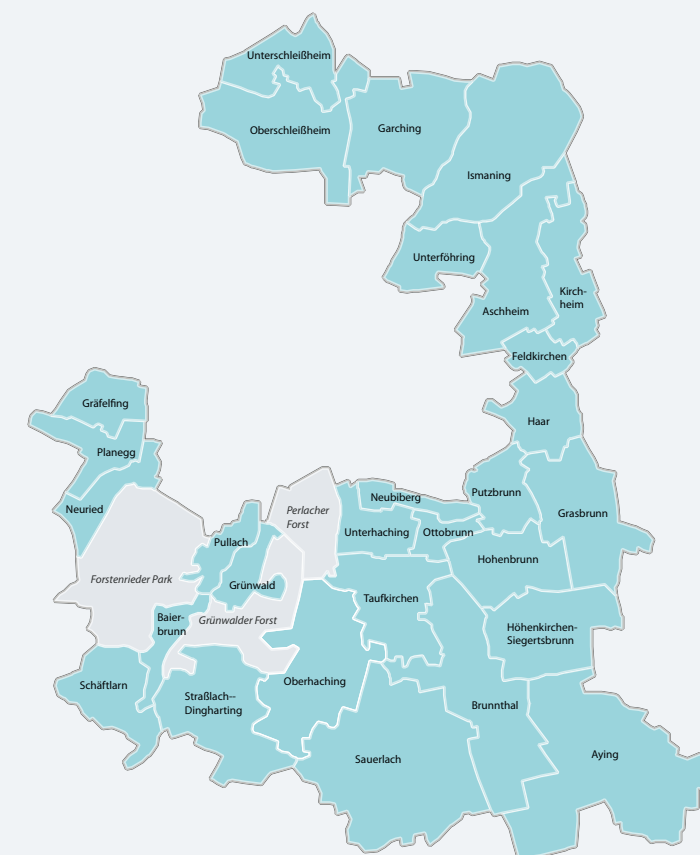 Unterschleißheim
Oberschleißheim
Garching
Ismaning
Unterföhring
Kirch-
heim
Aschheim
Feldkirchen
Gräfelfing
Haar
Planegg
Putzbrunn
Neubiberg
Neuried
Perlacher
Forst
Grasbrunn
Unterhaching
Ottobrunn
Pullach
Hohenbrunn
Forstenrieder Park
Grünwald
Taufkirchen
Baier-
brunn
Grünwalder Forst
Höhenkirchen-
Siegertsbrunn
Schäftlarn
Oberhaching
Straßlach--
Dingharting
Brunnthal
Sauerlach
Aying